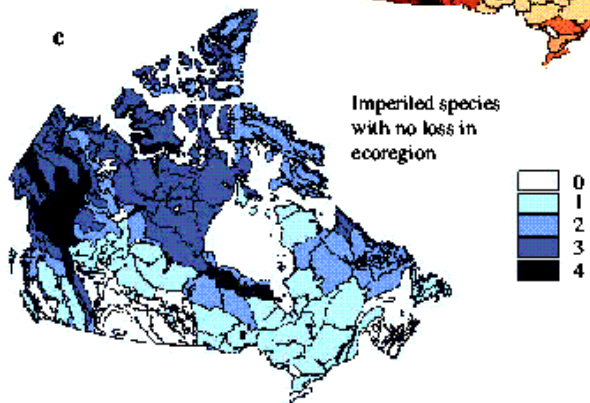 c
Imperiled species
with no loss in
ecoregion
0
1
2
3
4